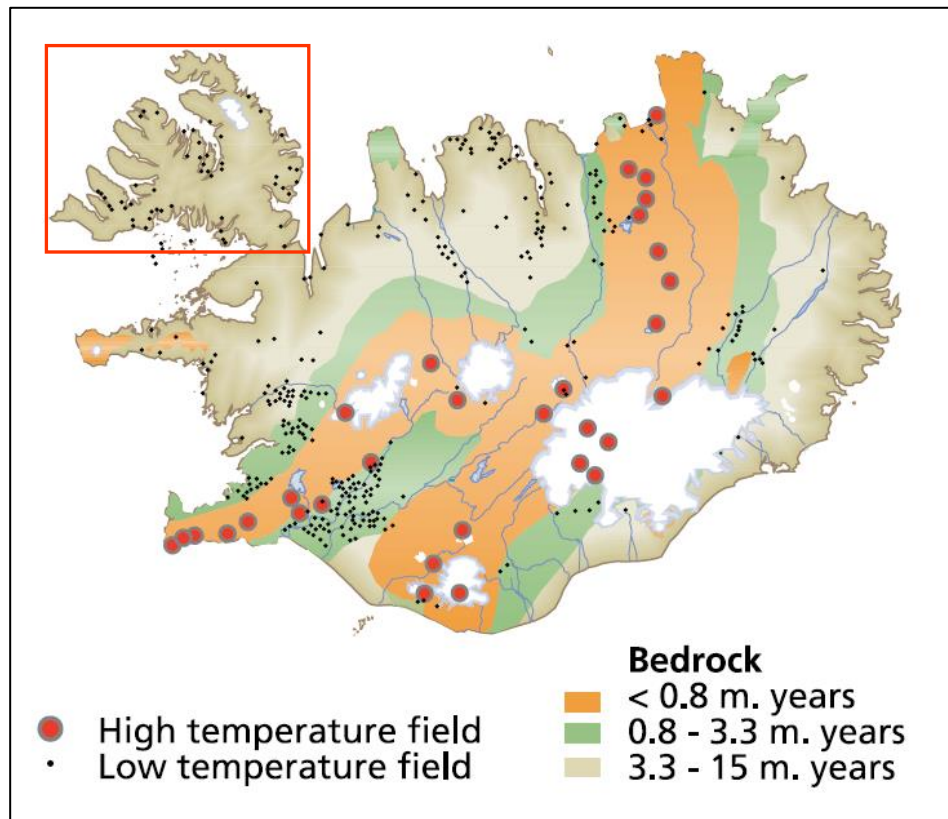 Bedrock
< 0.8 m. years
0.8 - 3.3 m. years
3.3 - 15 m. years
High temperature field
Low temperature field